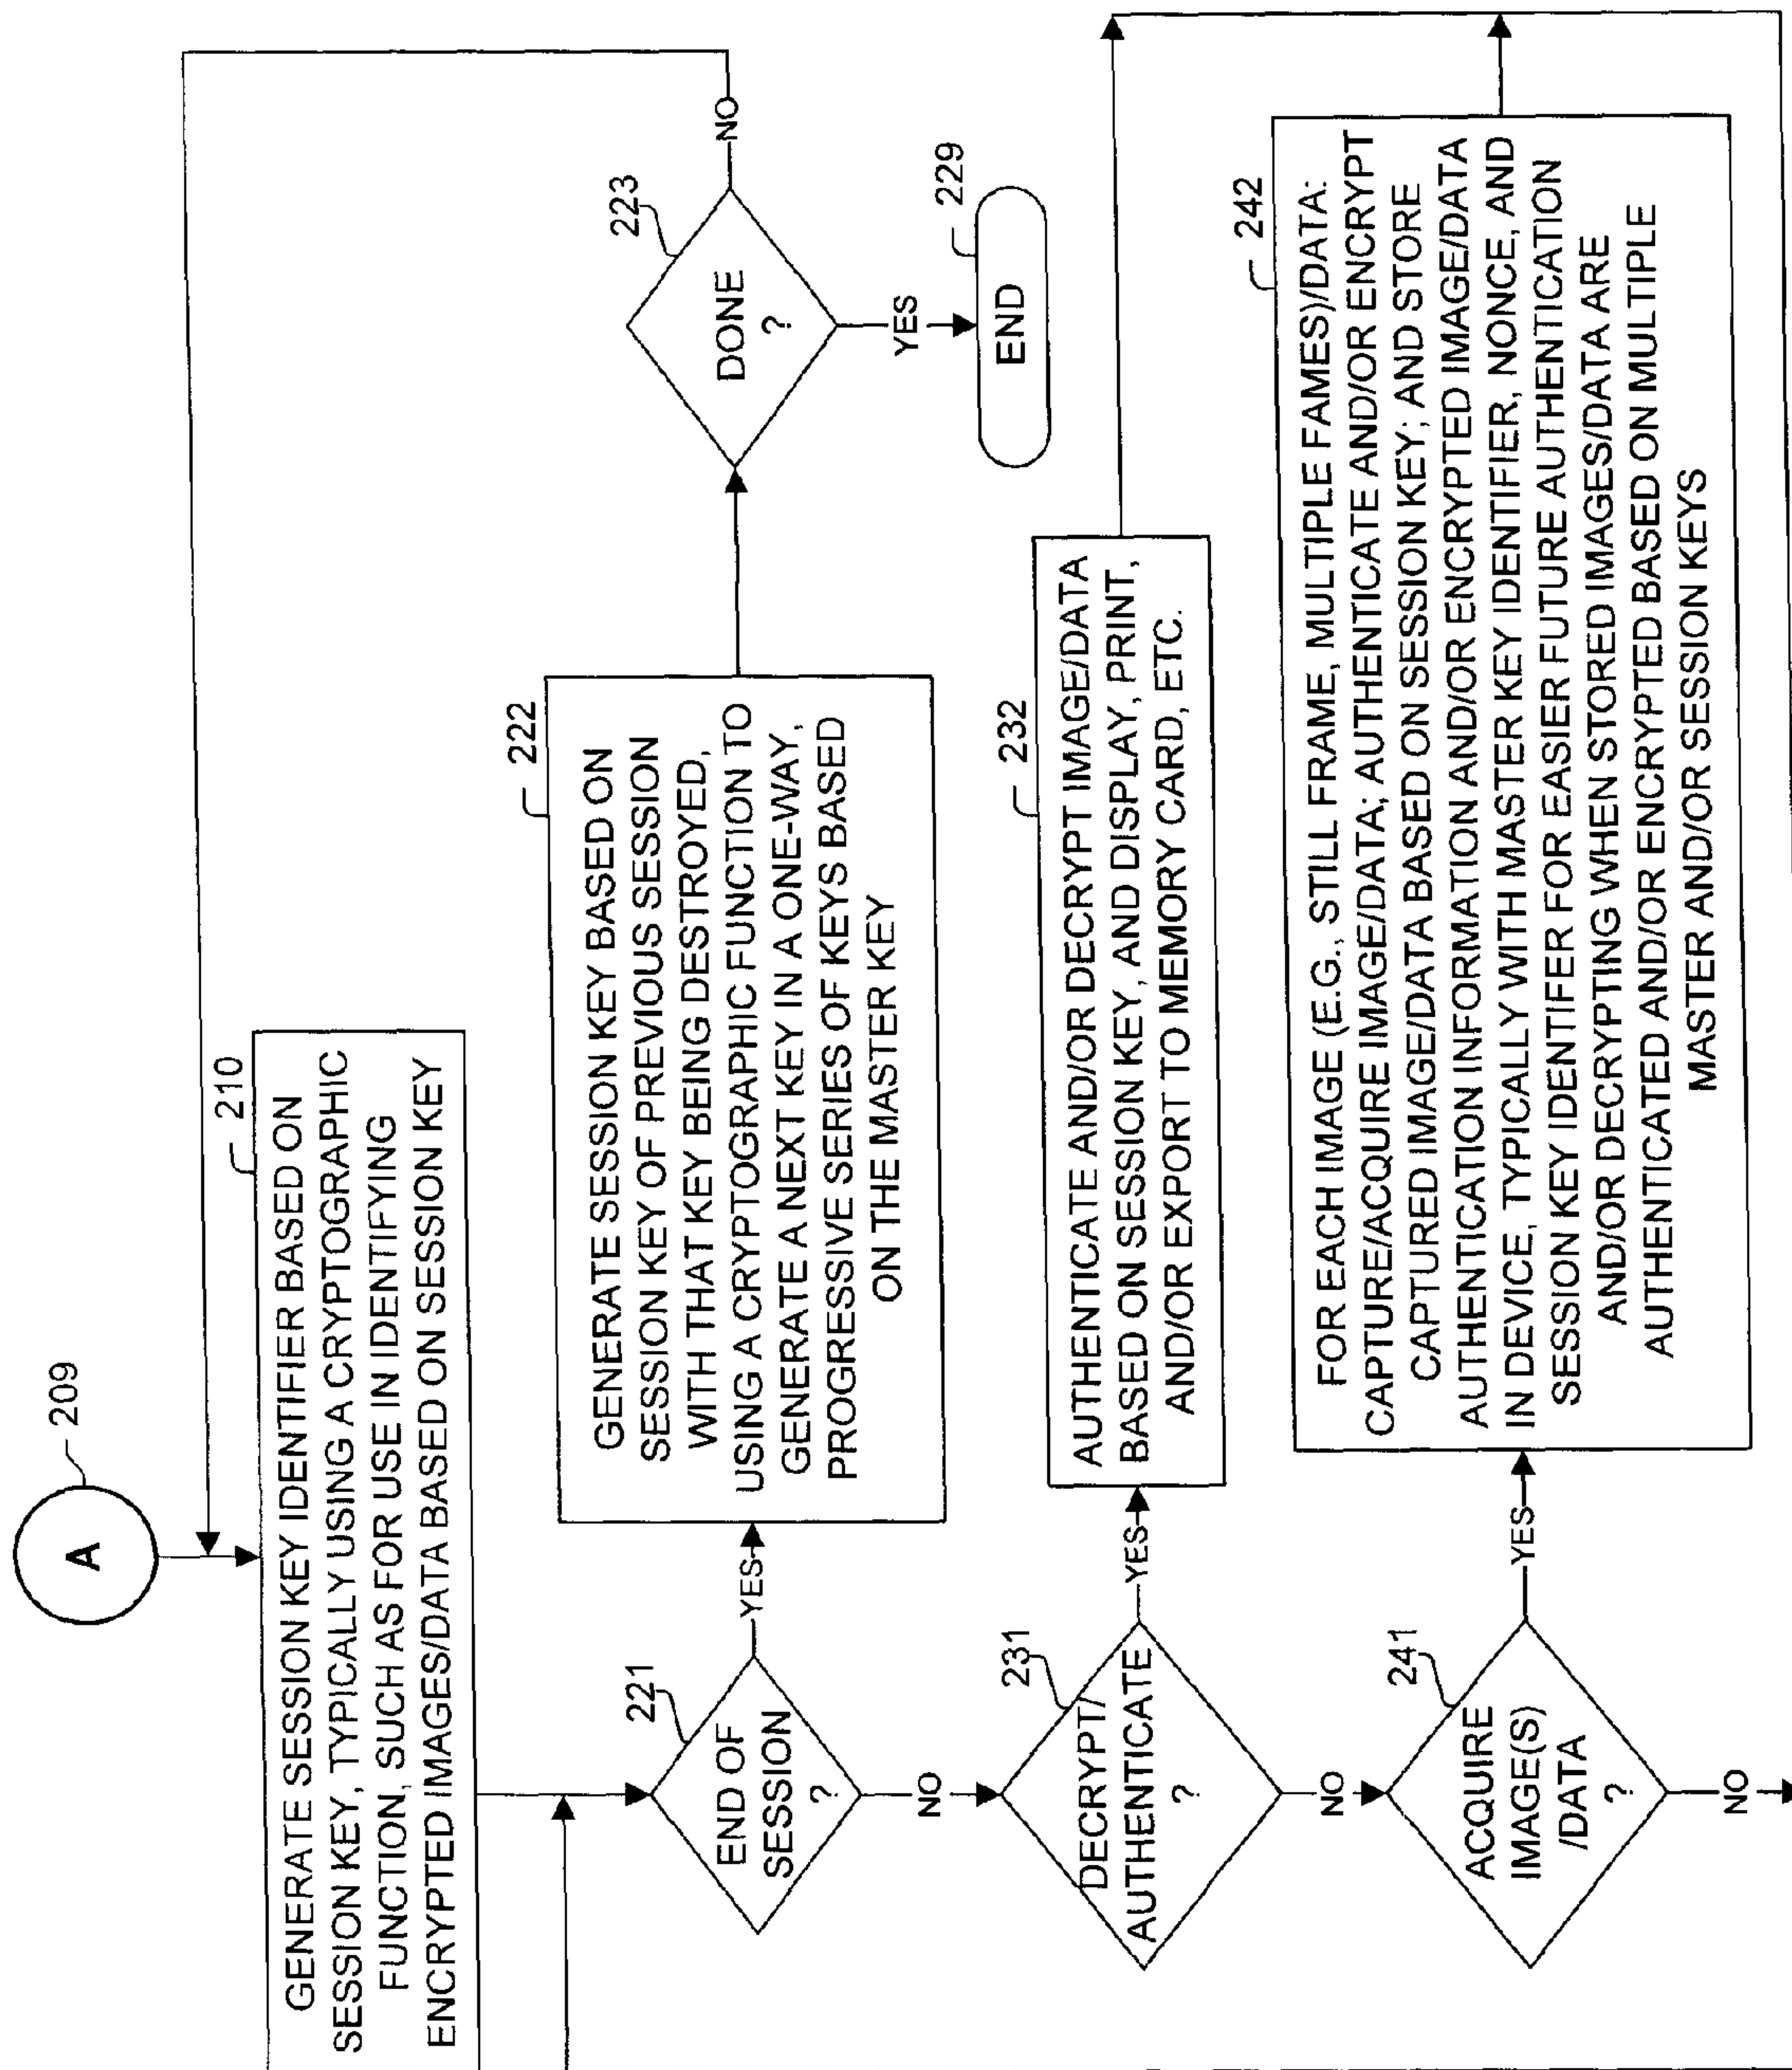 A
209
210
GENERATE SESSION KEY IDENTIFIER BASED ON
SESSION KEY, TYPICALLY USING A CRYPTOGRAPHIC
FUNCTION, SUCH AS FOR USE IN IDENTIFYING
ENCRYPTED IMAGES/DATA BASED ON SESSION KEY
221
END OF
SESSION
?
YES
NO
222
GENERATE SESSION KEY BASED ON
SESSION KEY OF PREVIOUS SESSION
WITH THAT KEY BEING DESTROYED,
USING A CRYPTOGRAPHIC FUNCTION TO
GENERATE A NEXT KEY IN A ONE-WAY,
PROGRESSIVE SERIES OF KEYS BASED
ON THE MASTER KEY
223
DONE
?
NO
YES
229
END
231
DECRYPT/
AUTHENTICATE
?
YES
NO
232
AUTHENTICATE AND/OR DECRYPT IMAGE/DATA
BASED ON SESSION KEY, AND DISPLAY, PRINT,
AND/OR EXPORT TO MEMORY CARD, ETC.
241
ACQUIRE
IMAGE(S)
/DATA
?
YES
NO
242
FOR EACH IMAGE (E.G., STILL FRAME, MULTIPLE FAMES)/DATA:
CAPTURE/ACQUIRE IMAGE/DATA; AUTHENTICATE AND/OR ENCRYPT
CAPTURED IMAGE/DATA BASED ON SESSION KEY; AND STORE
AUTHENTICATION INFORMATION AND/OR ENCRYPTED IMAGE/DATA
IN DEVICE, TYPICALLY WITH MASTER KEY IDENTIFIER, NONCE, AND
SESSION KEY IDENTIFER FOR EASIER FUTURE AUTHENTICATION
AND/OR DECRYPTING WHEN STORED IMAGES/DATA ARE
AUTHENTICATED AND/OR ENCRYPTED BASED ON MULTIPLE
MASTER AND/OR SESSION KEYS